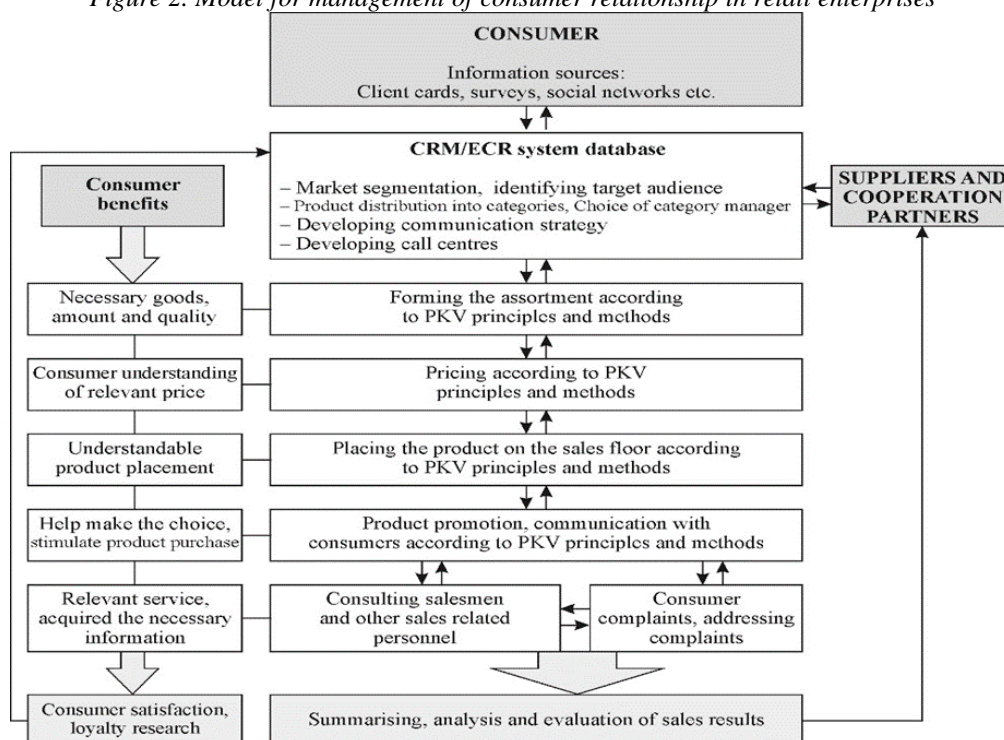 Figure 2. Model for management of consumer relationship in retail enterprises
CONSUMER
Information sources:
Client cards, surveys, social networks etc.
CRM/ECR system database
– Market segmentation, identifying target audience
– Product distribution into categories, Choice of category manager
– Developing communication strategy
– Developing call centres
Consumer
benefits
SUPPLIERS AND
COOPERATION
PARTNERS
Necessary goods,
amount and quality
Forming the assortment according
to PKV principles and methods
Consumer understanding
of relevant price
Pricing according to PKV
principles and methods
Understandable
product placement
Placing the product on the sales floor according
to PKV principles and methods
Help make the choice,
stimulate product purchase
Product promotion, communication with
consumers according to PKV principles and methods
Relevant service,
acquired the necessary
information
Consulting salesmen
and other sales related
personnel
Consumer
complaints, addressing
complaints
Consumer satisfaction,
loyalty research
Summarising, analysis and evaluation of sales results